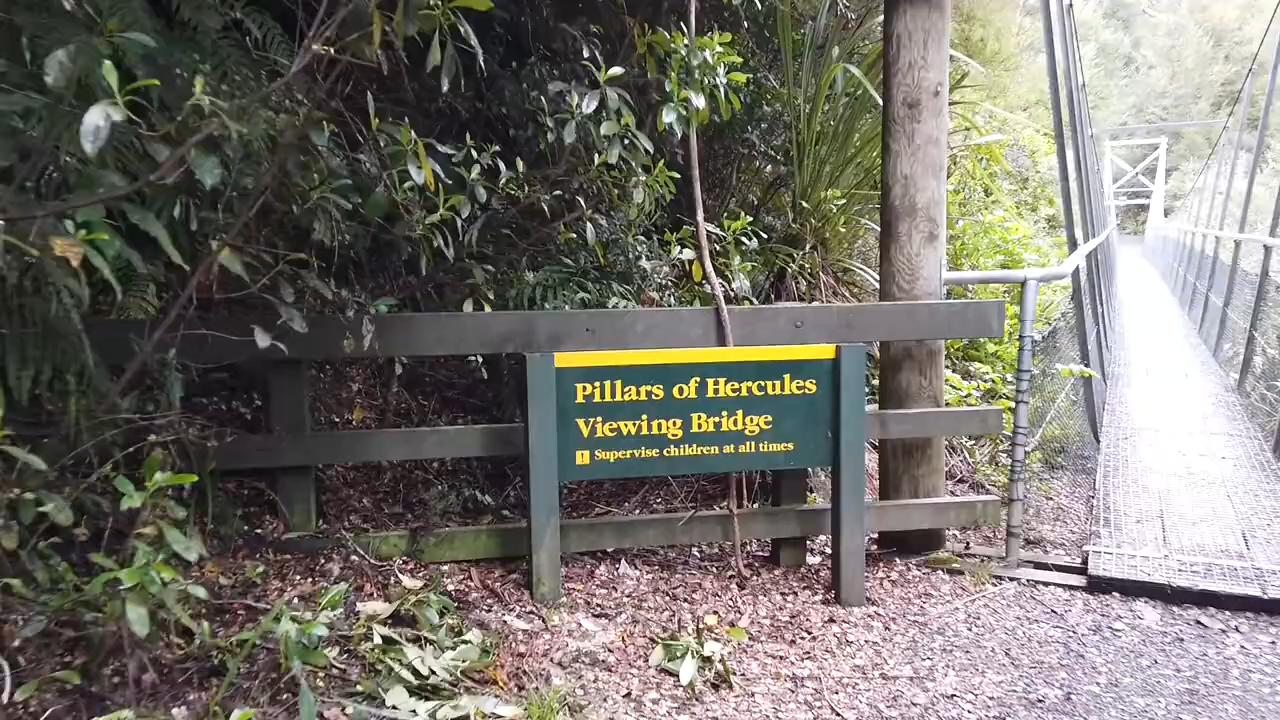 Pillars of Hercules
Viewing Bridge
! Supervise children at all times